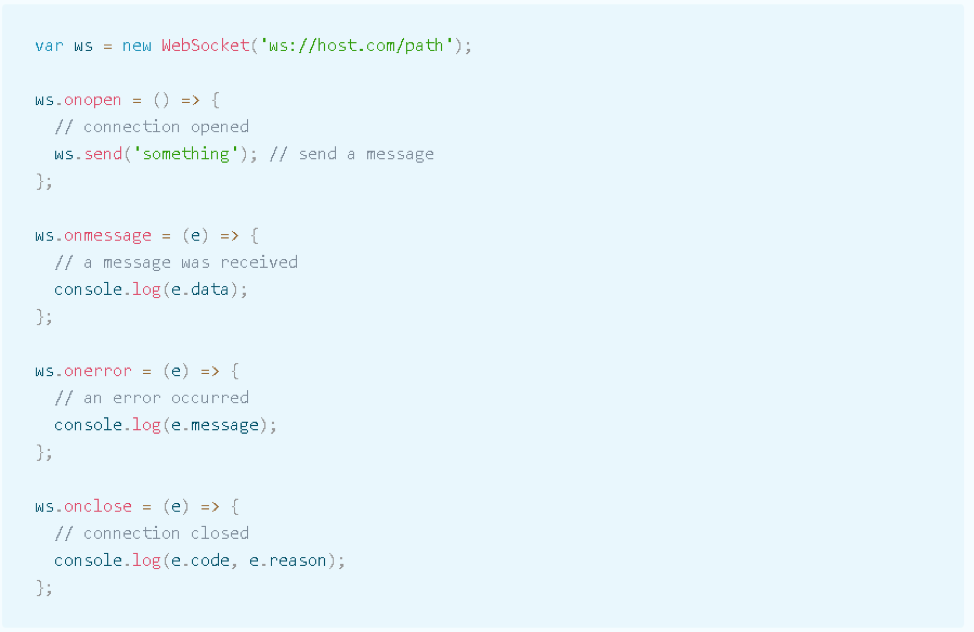 var ws = new WebSocket('ws://host.com/path');
ws.onopen = () => {
  // connection opened
  ws.send('something'); // send a message
};
ws.onmessage = (e) => {
  // a message was received
  console.log(e.data);
};
ws.onerror = (e) => {
  // an error occurred
  console.log(e.message);
};
ws.onclose = (e) => {
  // connection closed
  console.log(e.code, e.reason);
};